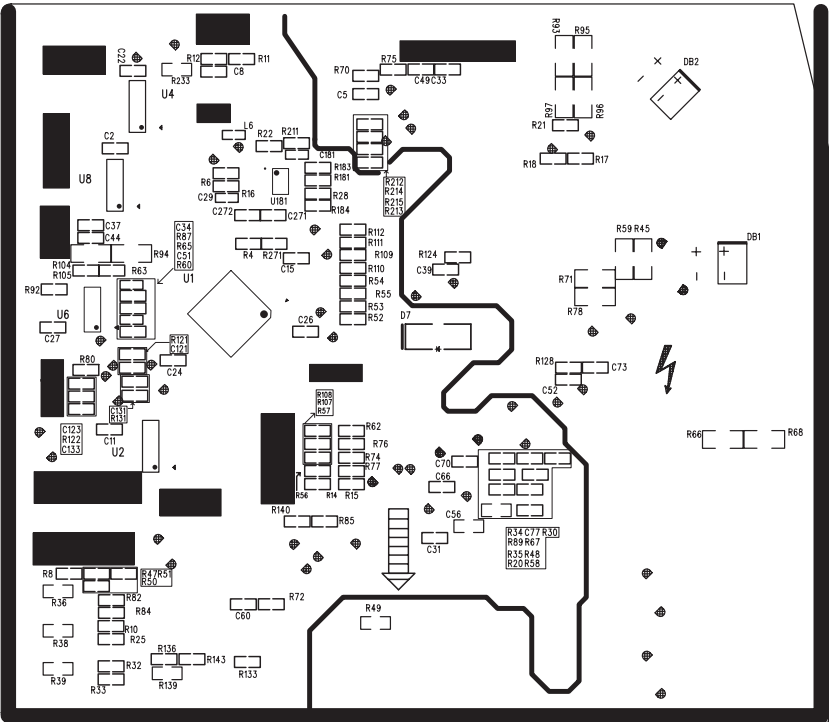 R93 R95
C22
R12 R11
R233
C8
U4
R75
R70
C49 C33
C5
DB2
R97 R96
R21
L6
R22
R211
C181
C2
R183
R181
R18 R17
U8
R6
R16
C29
U181
R28
R184
R212
R214
R215
R213
C272 C271
C37
C44
C34
R87
R65
C51
R60
R112
R111
R109
R59 R45
DB1
R104
R105
R94
R63
R4 R271
C15
R124
C39
R110
R54
R55
R53
R52
R71
R78
U1
R92
U6
C27
C26
D7
R121
C121
C24
R80
R128
C73
C52
C131
R131
R108
R107
R57
C123
R122
C133
C11
U2
R62
R76
R74
R77
R56 R14 R15
C70
C66
R66 R68
R140 R85
C56
C31
R34 C77 R30
R89 R67
R35 R48
R20 R58
R8
R47 R51
R50
R36
R82
R84
R10
R25
R38
C60
R72
R49
R136
R143
R133
R139
R39
R32
R33